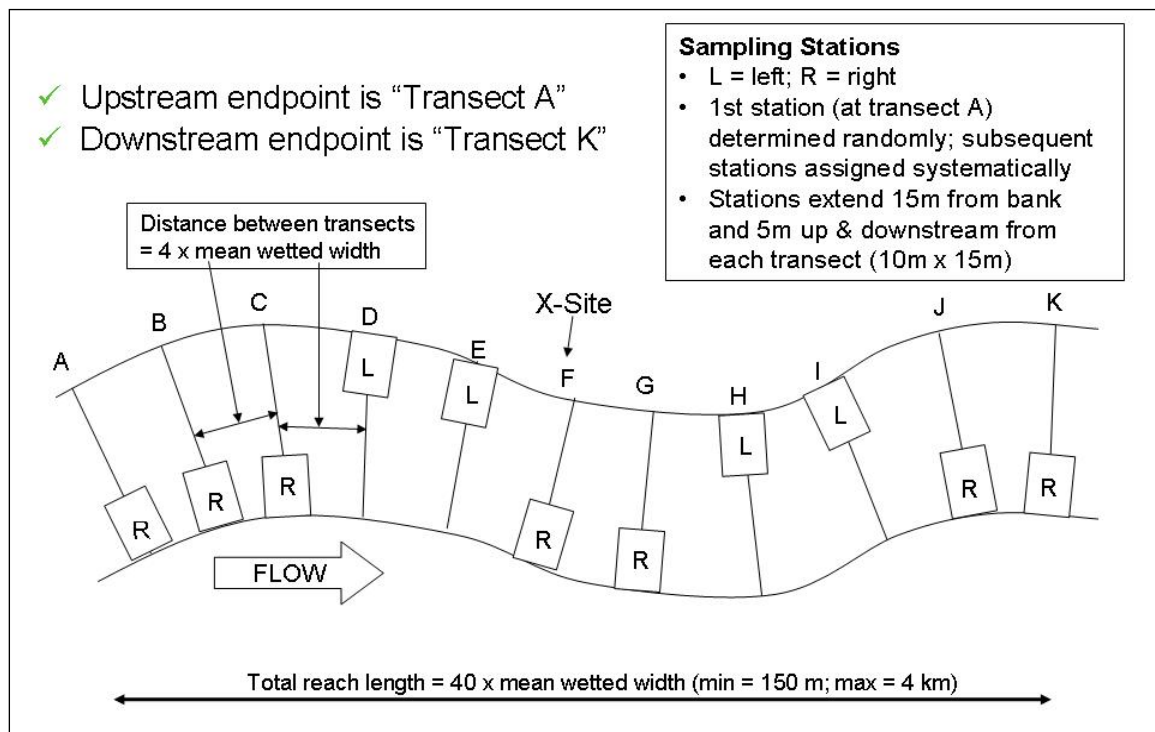 ✓ Upstream endpoint is “Transect A”
✓ Downstream endpoint is “Transect K”
Sampling Stations
• L = left; R = right
• 1st station (at transect A)
determined randomly; subsequent
stations assigned systematically
• Stations extend 15m from bank
and 5m up & downstream from
each transect (10m x 15m)
Distance between transects
= 4 x mean wetted width
X-Site
A
B
C
D
E
F
G
H
I
J
K
R
R
R
L
L
R
R
L
L
R
R
FLOW
Total reach length = 40 x mean wetted width (min = 150 m; max = 4 km)